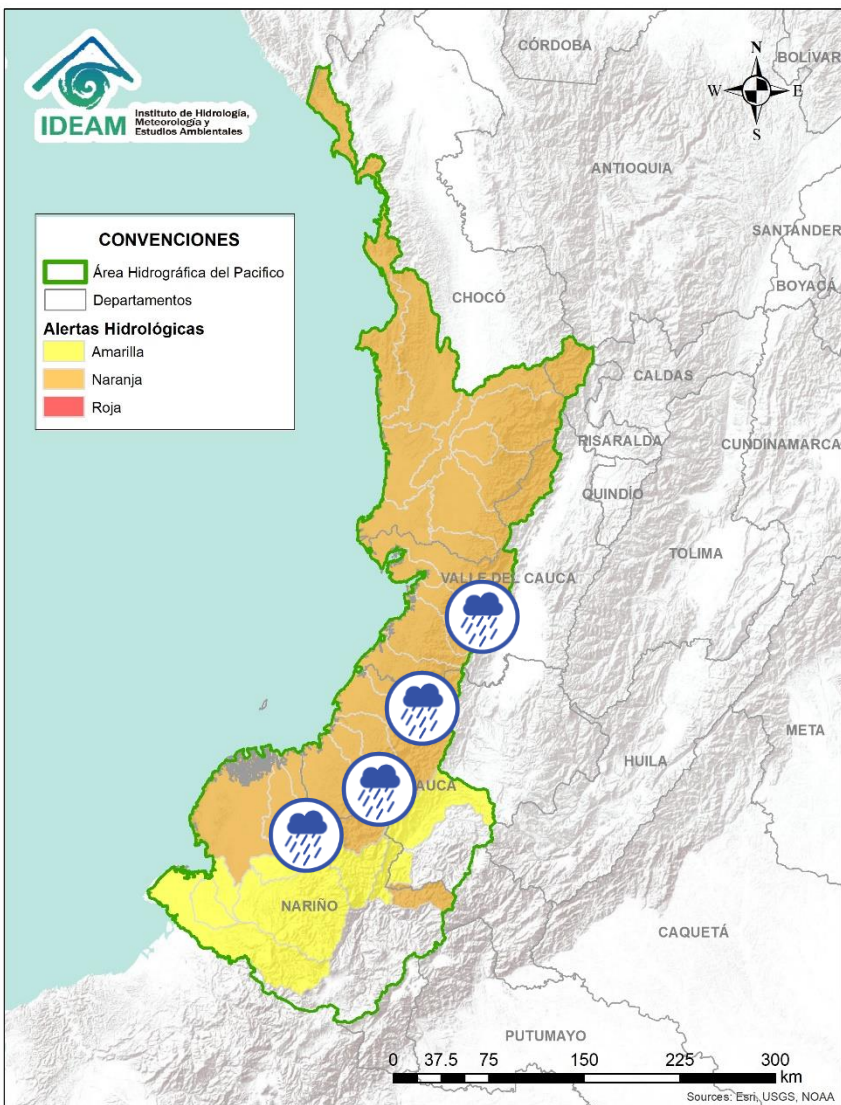 IDEAM
Instituto de Hidrología,
Meteorología y
Estudios Ambientales
N
W
E
S
CÓRDOBA
BOLÍVAR
ANTIOQUIA
SANTÁNDER
BOYACÁ
CHOCÓ
CALDAS
RISARALDA
CUNDINAMARCA
QUINDÍO
TOLIMA
VALLE DEL CAUCA
META
HUILA
AUCA
NARIÑO
CAQUETÁ
PUTUMAYO
CONVENCIONES
Área Hidrográfica del Pacifico
Departamentos
Alertas Hidrológicas
Amarilla
Naranja
Roja
0 37.5 75 150 225 300
km
Sources: Esri, USGS, NOAA